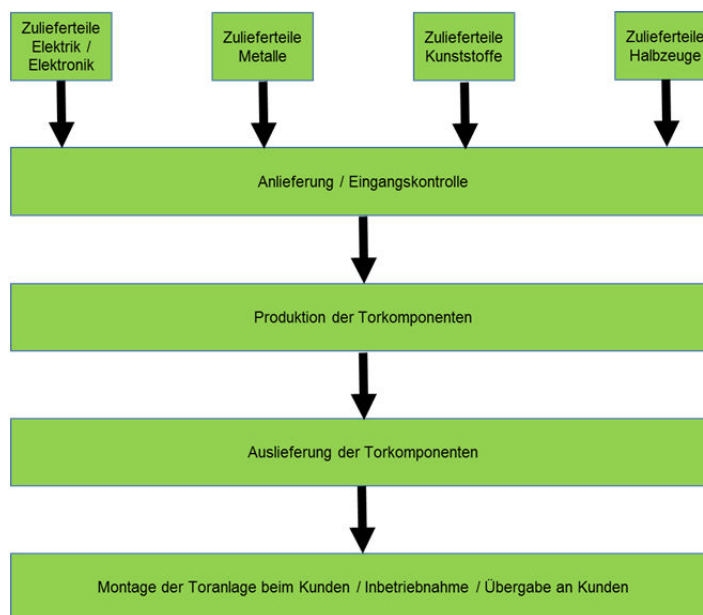 Zulieferteile
Elektrik /
Elektronik
Zulieferteile
Metalle
Zulieferteile
Kunststoffe
Zulieferteile
Halbzeuge
Anlieferung / Eingangskontrolle
Produktion der Torkomponenten
Auslieferung der Torkomponenten
Montage der Toranlage beim Kunden / Inbetriebnahme / Übergabe an Kunden